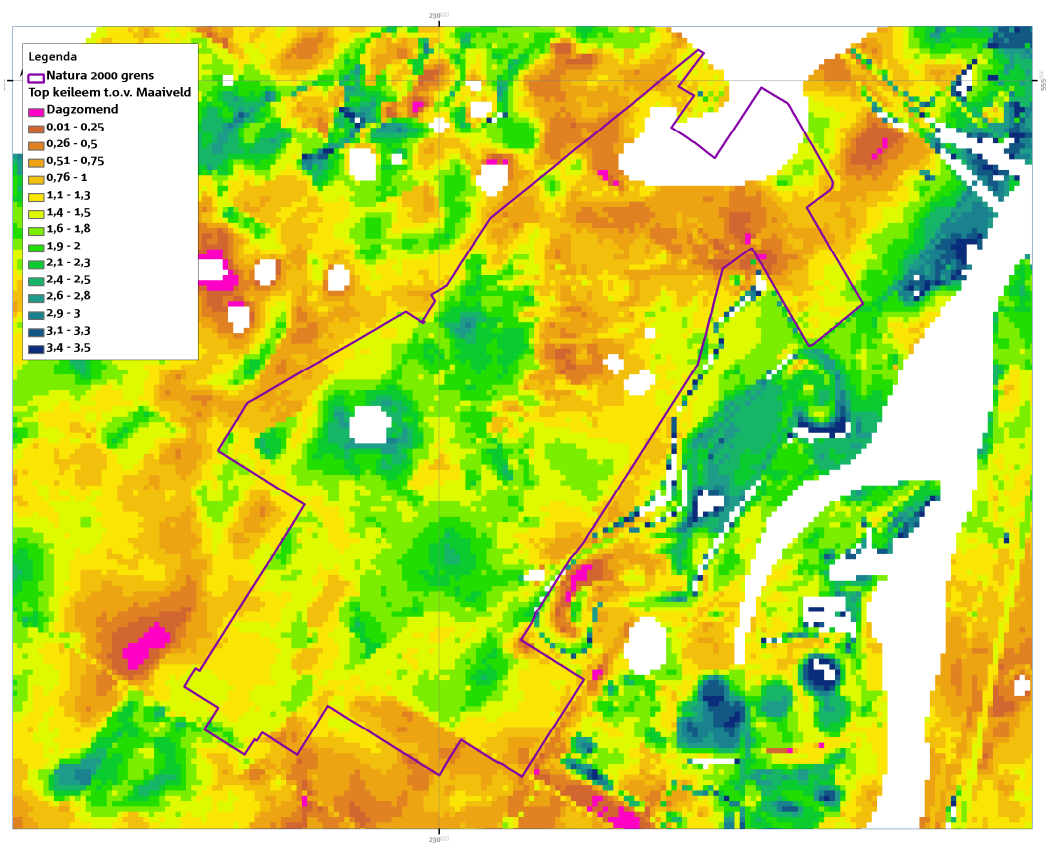 230000
Legenda
Natura 2000 grens
Top keileem t.o.v. Maaiveld
Dagzomend
0,01 - 0,25
0,26 - 0,5
0,51 - 0,75
0,76 - 1
1,1 - 1,3
1,4 - 1,5
1,6 - 1,8
1,9 - 2
2,1 - 2,3
2,4 - 2,5
2,6 - 2,8
2,9 - 3
3,1 - 3,3
3,4 - 3,5
555
230000